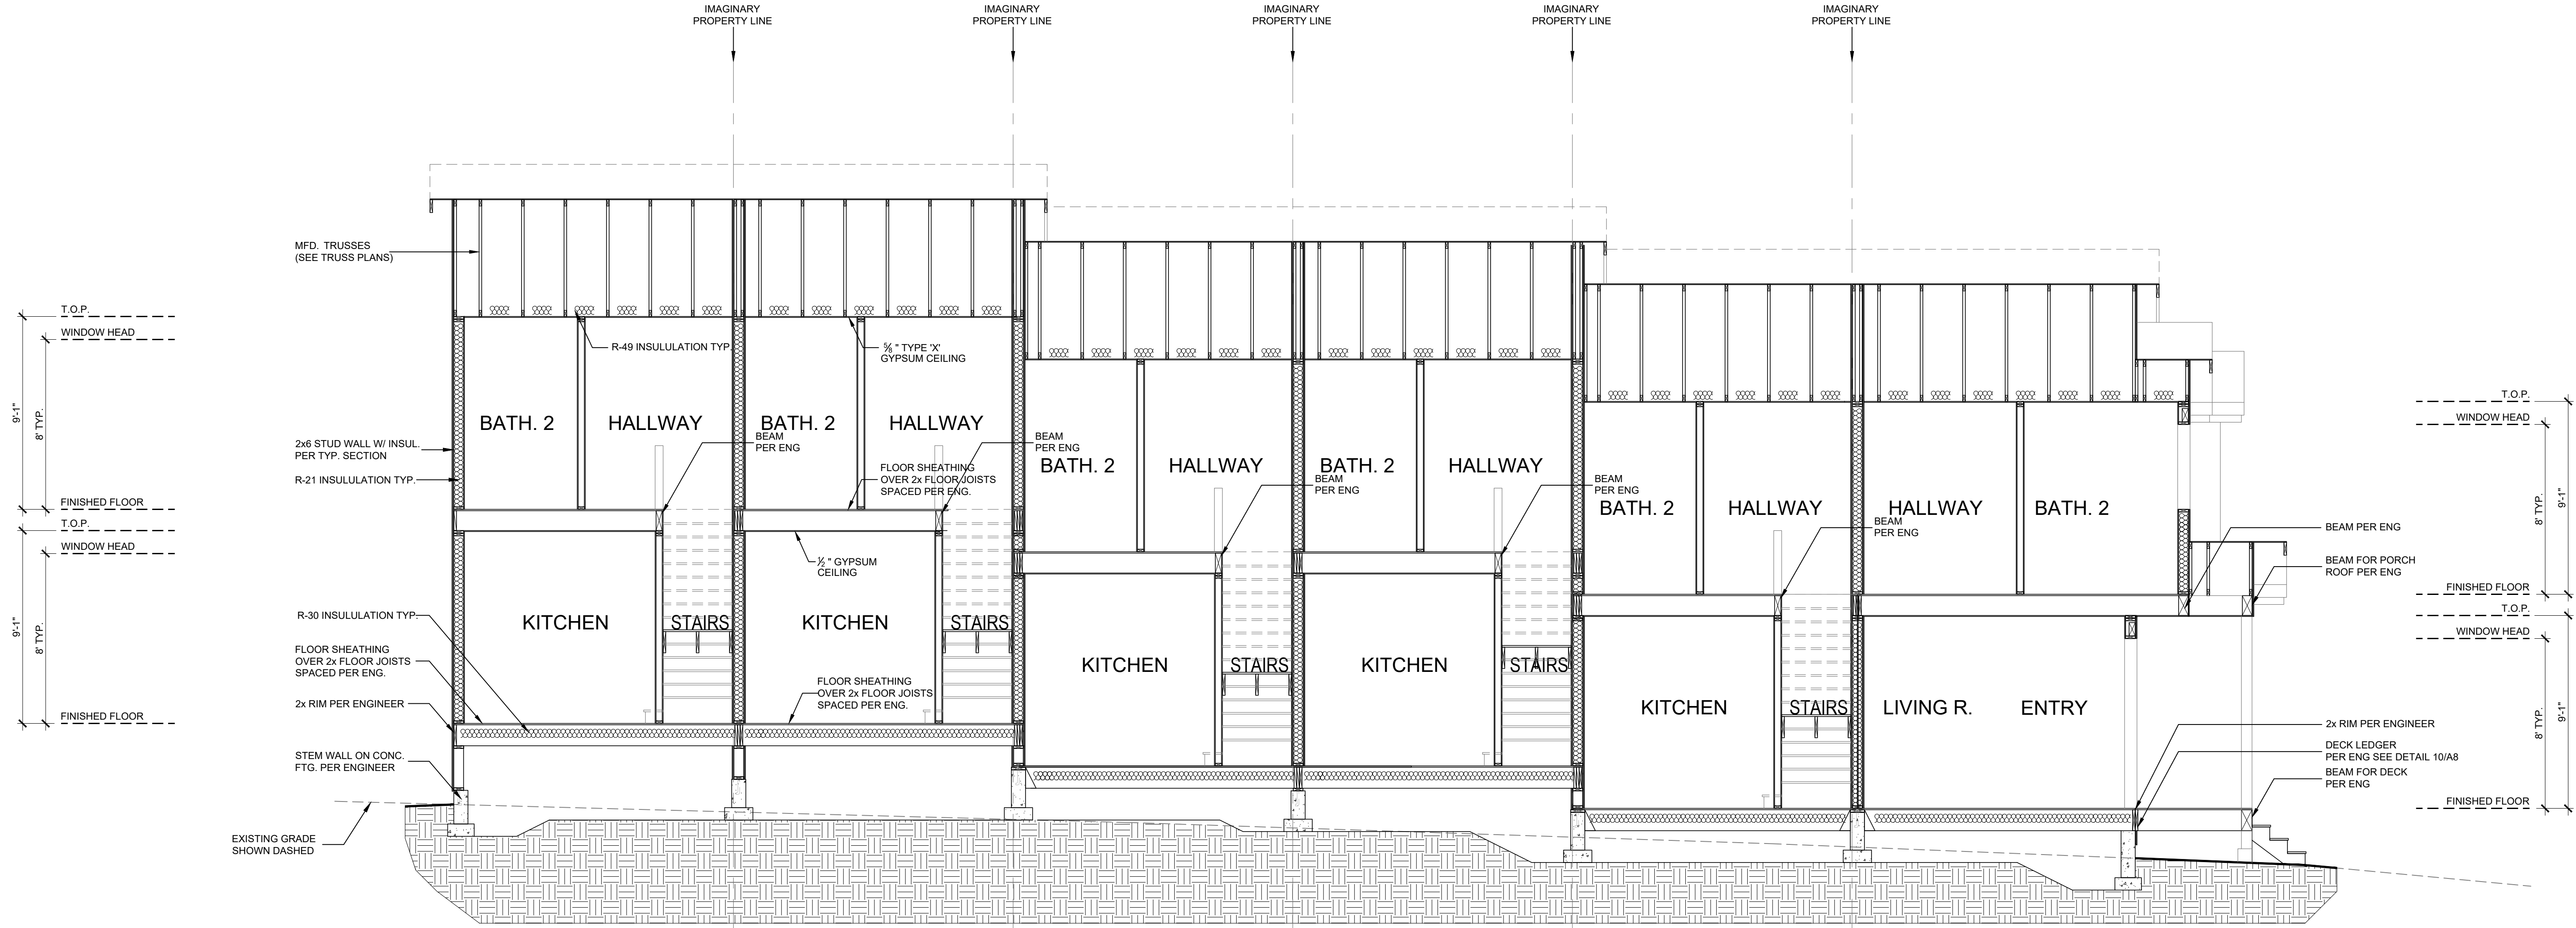 IMAGINARY
PROPERTY LINE
IMAGINARY
PROPERTY LINE
IMAGINARY
PROPERTY LINE
IMAGINARY
PROPERTY LINE
IMAGINARY
PROPERTY LINE
MFD. TRUSSES
(SEE TRUSS PLANS)
T.O.P.
WINDOW HEAD
9'-1"
8' TYP.
FINISHED FLOOR
T.O.P.
WINDOW HEAD
9'-1"
8' TYP.
FINISHED FLOOR
2x6 STUD WALL W/ INSUL.
PER TYP. SECTION
R-21 INSULULATION TYP.
R-30 INSULULATION TYP.
FLOOR SHEATHING
OVER 2x FLOOR JOISTS
SPACED PER ENG.
2x RIM PER ENGINEER
STEM WALL ON CONC.
FTG. PER ENGINEER
EXISTING GRADE
SHOWN DASHED
R-49 INSULULATION TYP.
⅝ " TYPE 'X'
GYPSUM CEILING
BATH. 2
HALLWAY
BATH. 2
HALLWAY
BEAM
PER ENG
FLOOR SHEATHING
OVER 2x FLOOR JOISTS
SPACED PER ENG.
BEAM
PER ENG
½ " GYPSUM
CEILING
KITCHEN
STAIRS
KITCHEN
STAIRS
FLOOR SHEATHING
OVER 2x FLOOR JOISTS
SPACED PER ENG.
BATH. 2
HALLWAY
BATH. 2
HALLWAY
BEAM
PER ENG
BEAM
PER ENG
KITCHEN
STAIRS
KITCHEN
STAIRS
BATH. 2
HALLWAY
HALLWAY
BATH. 2
BEAM
PER ENG
KITCHEN
STAIRS
LIVING R.
ENTRY
T.O.P.
WINDOW HEAD
8' TYP.
9'-1"
BEAM PER ENG
BEAM FOR PORCH
ROOF PER ENG
FINISHED FLOOR
T.O.P.
WINDOW HEAD
8' TYP.
9'-1"
2x RIM PER ENGINEER
DECK LEDGER
PER ENG SEE DETAIL 10/A8
BEAM FOR DECK
PER ENG
FINISHED FLOOR